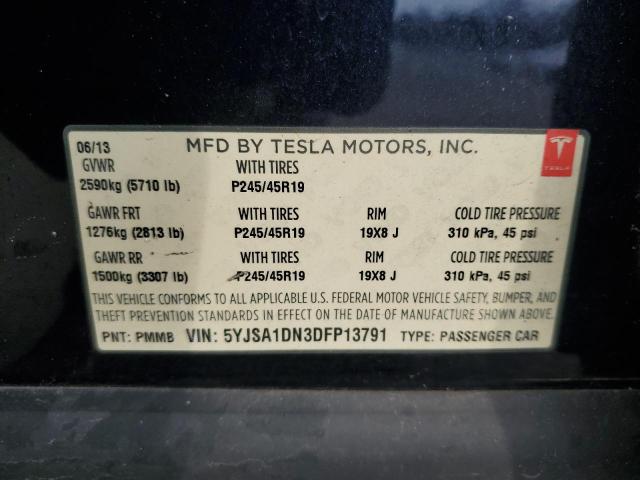 06/13 MFD BY TESLA MOTORS, INC.
GVWR WITH TIRES
2590kg (5710 lb) P245/45R19
TESLA
GAWR FRT WITH TIRES RIM COLD TIRE PRESSURE
1276kg (2813 lb) P245/45R19 19X8 J 310 kPa, 45 psi
GAWR RR WITH TIRES RIM COLD TIRE PRESSURE
1500kg (3307 lb) P245/45R19 19X8 J 310 kPa, 45 psi
THIS VEHICLE CONFORMS TO ALL APPLICABLE U.S. FEDERAL MOTOR VEHICLE SAFETY, BUMPER, AND
THEFT PREVENTION STANDARDS IN EFFECT ON THE DATE OF MANUFACTURE SHOWN ABOVE.
PNT: PMMB VIN: 5YJSA1DN3DFP13791 TYPE: PASSENGER CAR